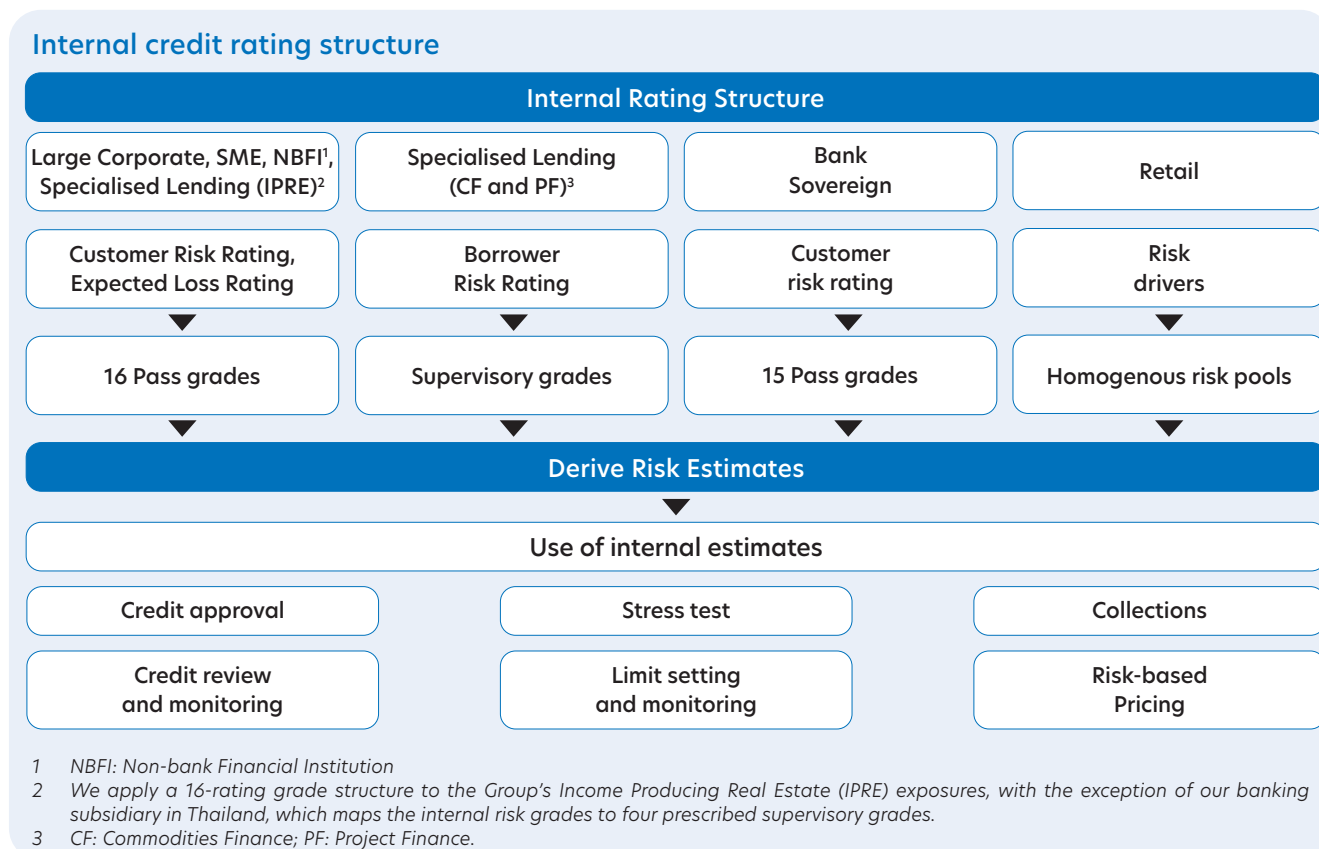 Internal credit rating structure
Internal Rating Structure
Large Corporate, SME, NBFI¹,
Specialised Lending (IPRE)²
Specialised Lending
(CF and PF)³
Bank
Sovereign
Retail
Customer Risk Rating,
Expected Loss Rating
Borrower
Risk Rating
Customer
risk rating
Risk
drivers
16 Pass grades
Supervisory grades
15 Pass grades
Homogenous risk pools
Derive Risk Estimates
Use of internal estimates
Credit approval
Stress test
Collections
Credit review
and monitoring
Limit setting
and monitoring
Risk-based
Pricing
1 NBFI: Non-bank Financial Institution
2 We apply a 16-rating grade structure to the Group's Income Producing Real Estate (IPRE) exposures, with the exception of our banking
subsidiary in Thailand, which maps the internal risk grades to four prescribed supervisory grades.
3 CF: Commodities Finance; PF: Project Finance.